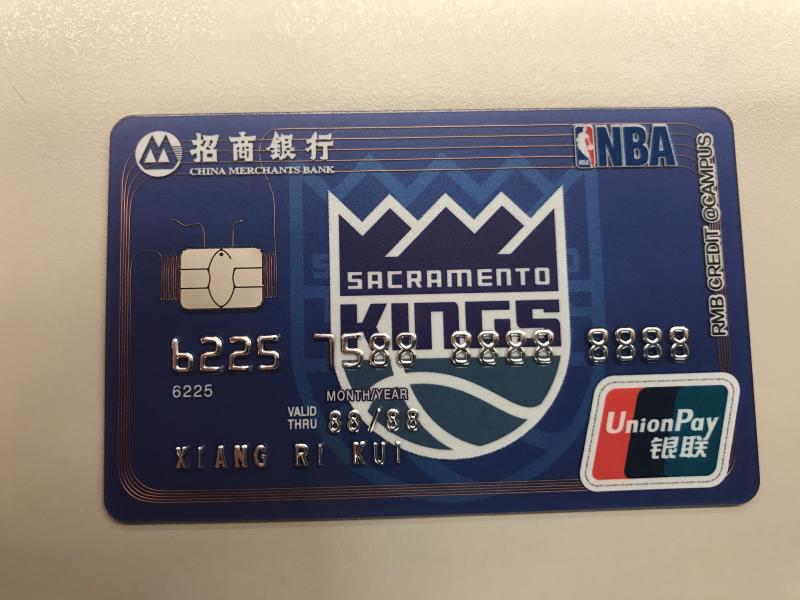 招商银行
CHINA MERCHANTS BANK
NBA
NBA
RMB CREDIT @CAMPUS
SACRAMENTO
KINGS
6225 7588 8888 8888
6225
MONTH/YEAR
VALID THRU 88/88
XIANG RI KUI
UnionPay
银联